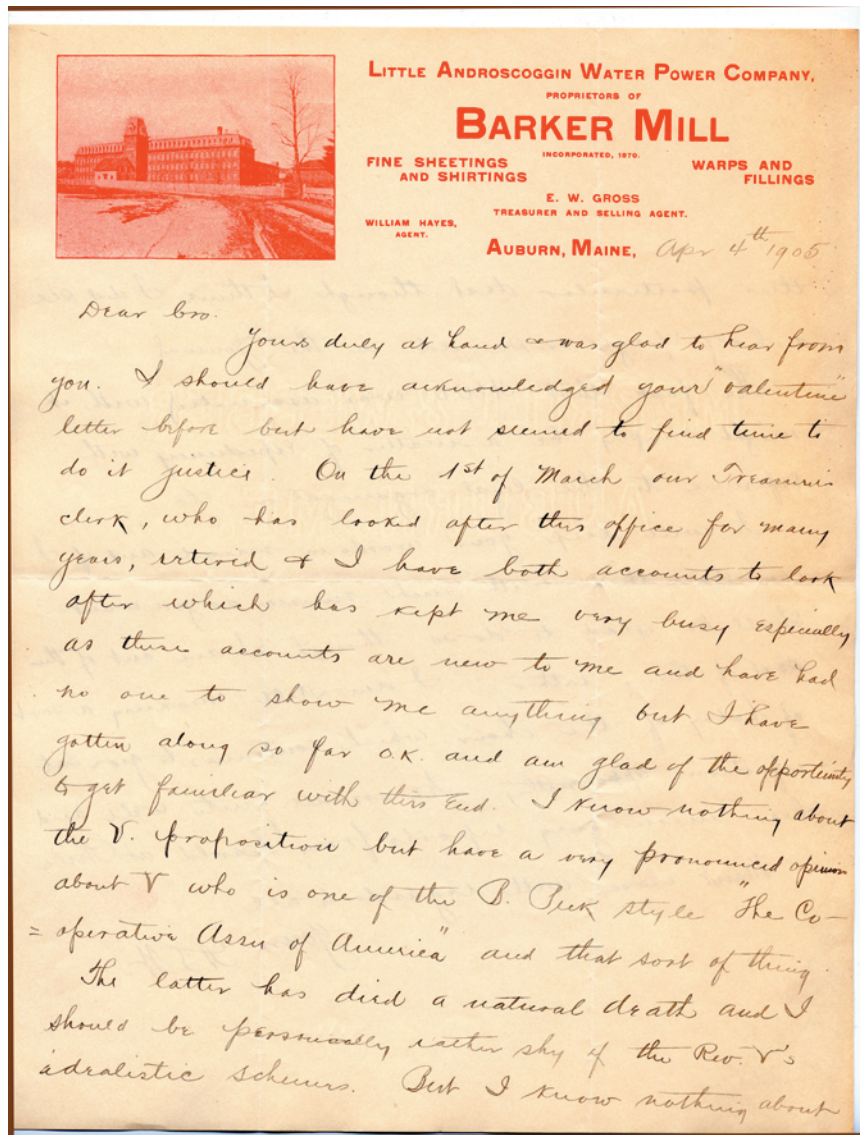 LITTLE ANDROSCOGGIN WATER POWER COMPANY,
PROPRIETORS OF
BARKER MILL
INCORPORATED, 1870.
FINE SHEETINGS
AND SHIRTINGS
WARPS AND
FILLINGS
E. W. GROSS
TREASURER AND SELLING AGENT.
WILLIAM HAYES,
AGENT.
AUBURN, MAINE, Apr 4th 1905
Dear Bro.
Yours duly at hand & was glad to hear from
you. I should have acknowledged your "valentine"
letter before but have not seemed to find time to
do it justice. On the 1st of March our Treasurers
clerk, who has looked after this office for many
years, retired & I have both accounts to look
after which has kept me very busy especially
as these accounts are new to me and have had
no one to show me anything but I have
gotten along so far O.K. and am glad of the opportunity
to get familiar with this End. I know nothing about
the V. proposition but have a very pronounced opinion
about V who is one of the B. Peck style "The Co-
=operative Assn of America" and that sort of thing.
The latter has died a natural death and I
should be personally rather shy of the Rev. V's
idealistic schemes. But I know nothing about